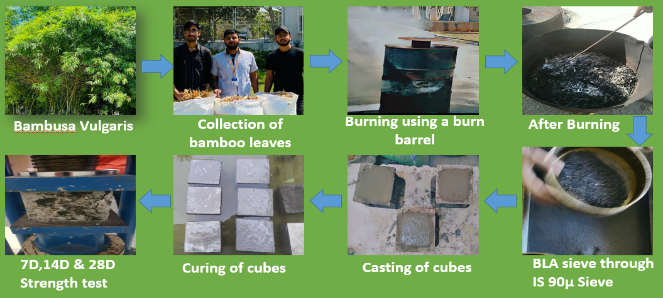 Bambusa Vulgaris
Collection of
bamboo leaves
Burning using a burn
barrel
After Burning
BLA sieve through
IS 90µ Sieve
Casting of cubes
Curing of cubes
7D,14D & 28D
Strength test